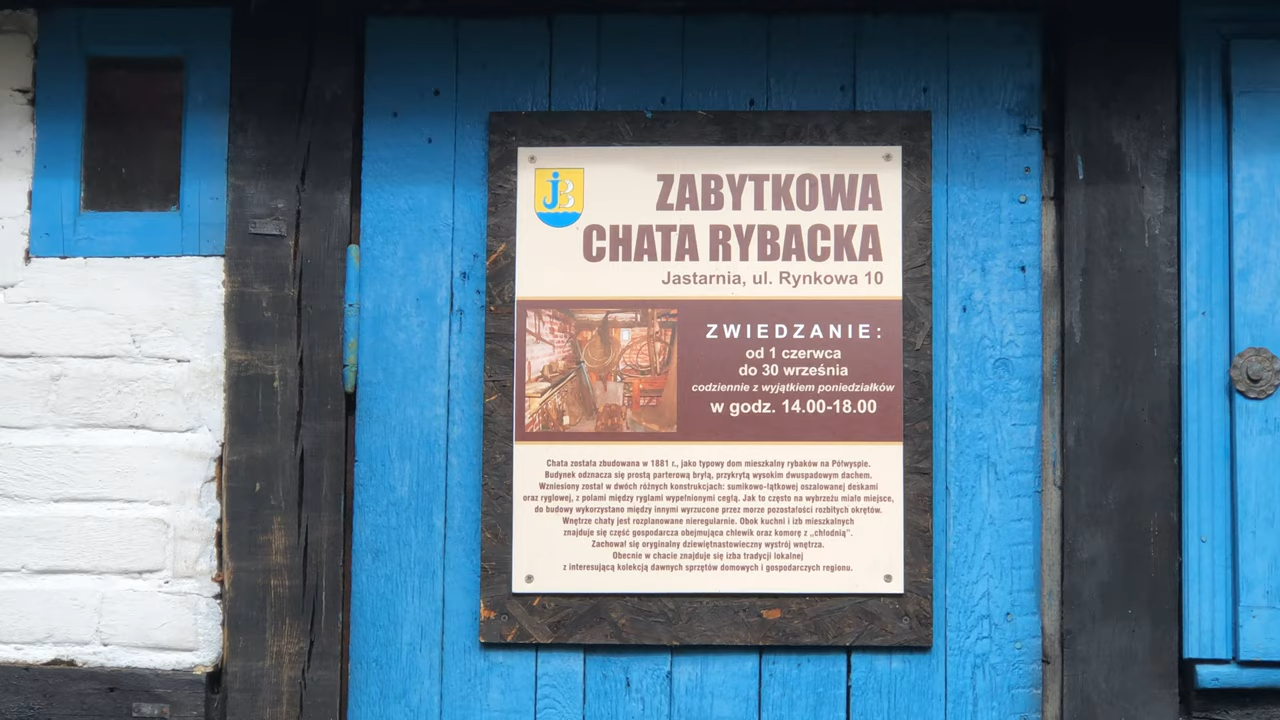 JB
ZABYTKOWA
CHATA RYBACKA
Jastarnia, ul. Rynkowa 10
ZWIEDZANIE:
od 1 czerwca
do 30 września
codziennie z wyjątkiem poniedziałków
w godz. 14.00-18.00
Chata została zbudowana w 1881 r., jako typowy dom mieszkalny rybaków na Półwyspie.
Budynek odznacza się prostą parterową bryłą, przykrytą wysokim dwuspadowym dachem.
Wzniesiony został w dwóch różnych konstrukcjach: sumikowo-łątkowej oszalowanej deskami
oraz ryglowej, z polami między ryglami wypełnionymi cegłą. Jak to często na wybrzeżu miało miejsce,
do budowy wykorzystano między innymi wyrzucone przez morze pozostałości rozbitych okrętów.
Wnętrze chaty jest rozplanowane nieregularnie. Obok kuchni i izb mieszkalnych
znajduje się część gospodarcza obejmująca chlewik oraz komorę z „chłodnią".
Zachował się oryginalny dziewiętnastowieczny wystrój wnętrza.
Obecnie w chacie znajduje się izba tradycji lokalnej
z interesującą kolekcją dawnych sprzętów domowych i gospodarczych regionu.